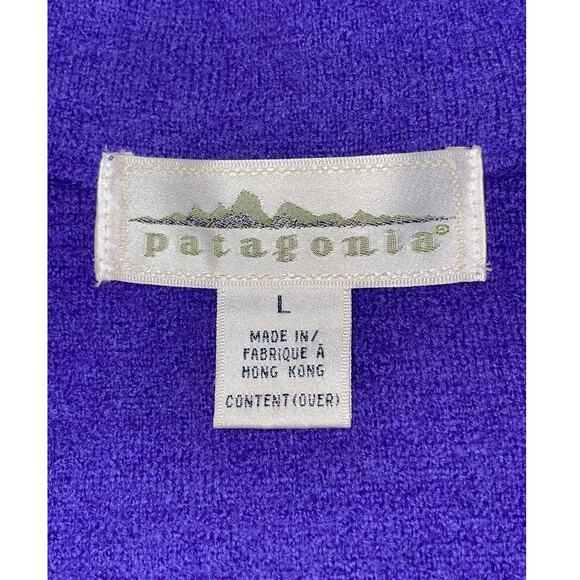 patagonia®
L
MADE IN/
FABRIQUE À
HONG KONG
CONTENT (OVER)